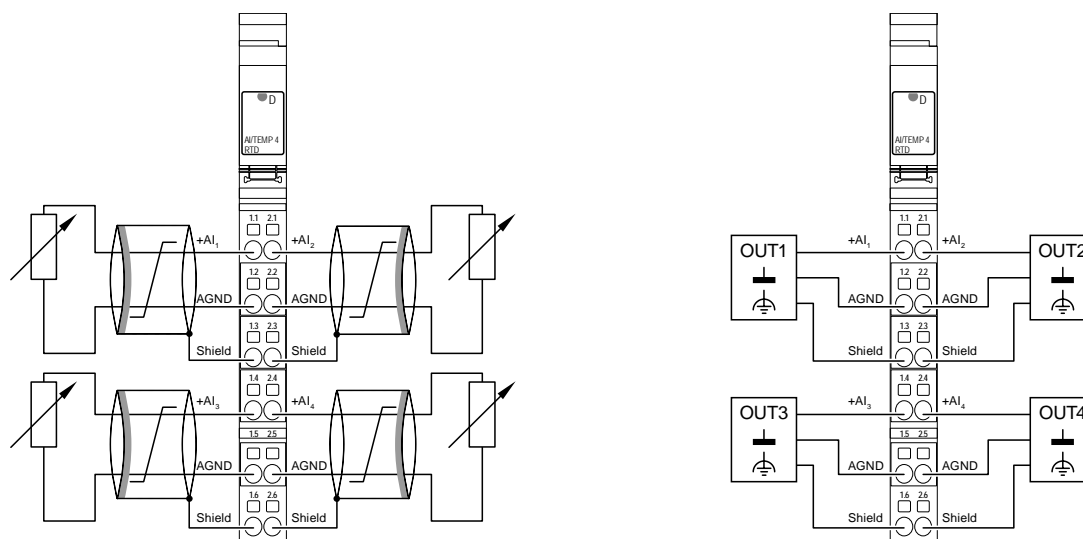 D
AI/TEMP 4
RTD
1.1 2.1
+AI₁ +AI₂
1.2 2.2
AGND AGND
1.3 2.3
Shield Shield
1.4 2.4
+AI₃ +AI₄
1.5 2.5
AGND AGND
1.6 2.6
Shield Shield
D
AI/TEMP 4
RTD
1.1 2.1
+AI₁ +AI₂
OUT1 OUT2
1.2 2.2
AGND AGND
1.3 2.3
Shield Shield
1.4 2.4
+AI₃ +AI₄
OUT3 OUT4
1.5 2.5
AGND AGND
1.6 2.6
Shield Shield